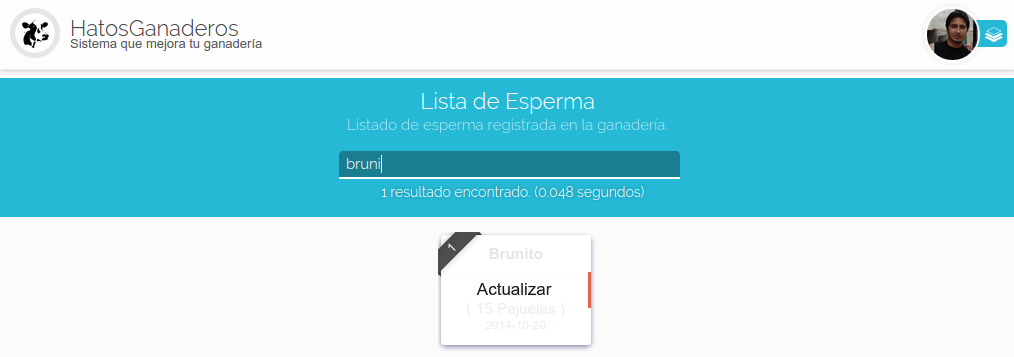 HatosGanaderos
Sistema que mejora tu ganadería
Lista de Esperma
Listado de esperma registrada en la ganadería.
bruni
1 resultado encontrado. (0.048 segundos)
1
Brunito
Actualizar
( 15 Pajuelas )
2014-10-20